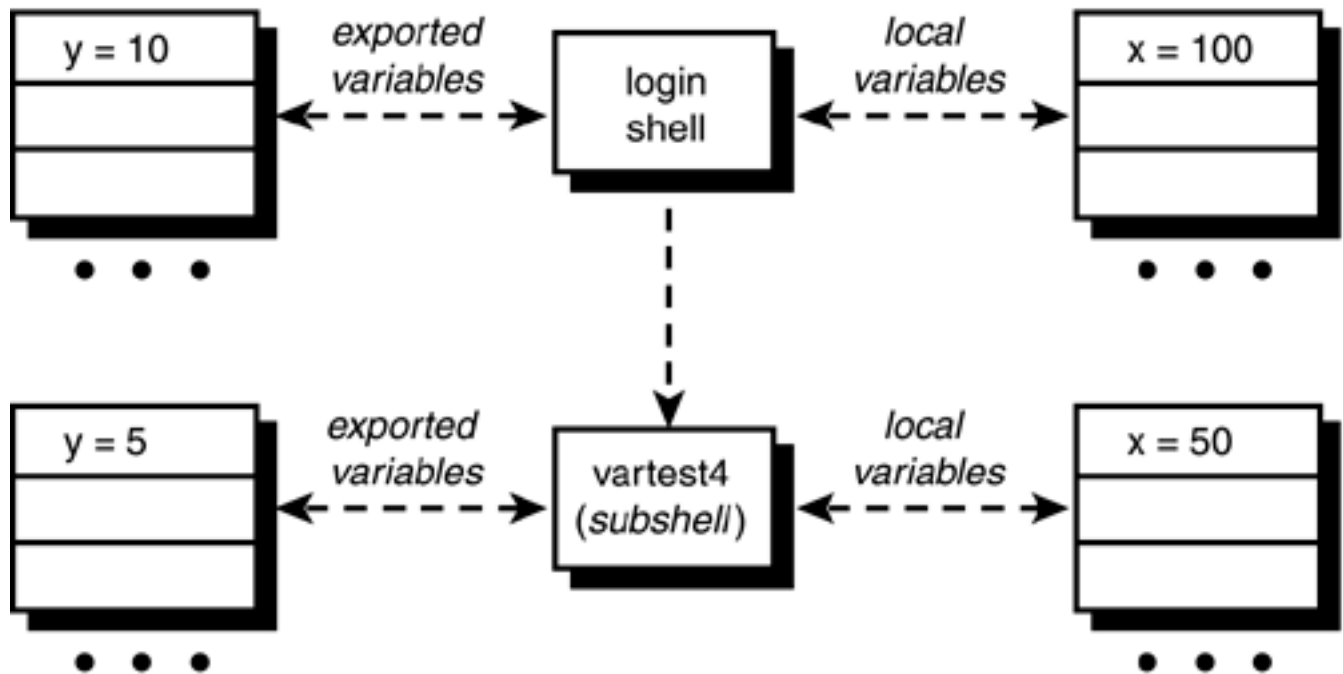 y = 10
exported
variables
login
shell
local
variables
x = 100
y = 5
exported
variables
vartest4
(subshell)
local
variables
x = 50